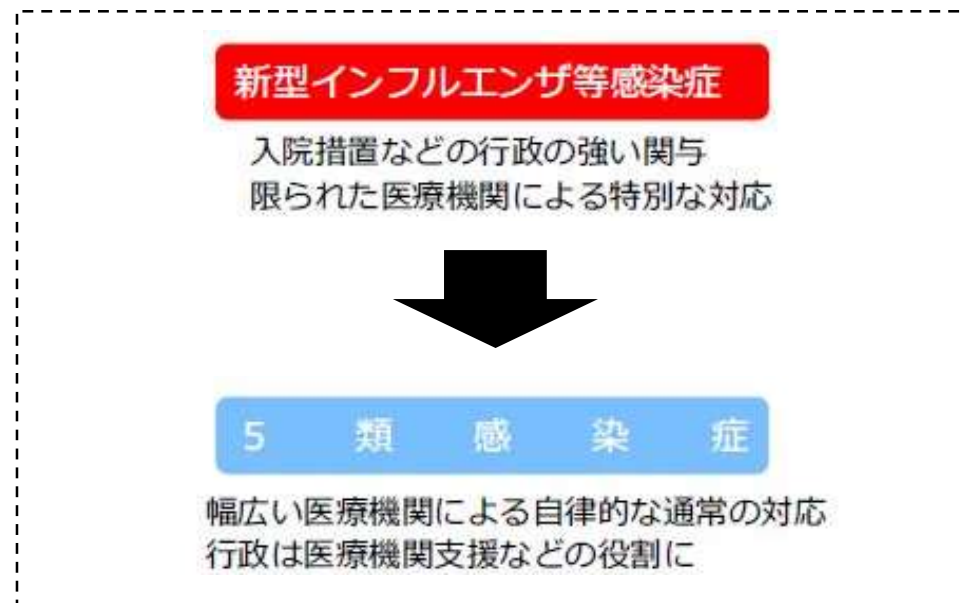 新型インフルエンザ等感染症
入院措置などの行政の強い関与
限られた医療機関による特別な対応
5類感染症
幅広い医療機関による自律的な通常の対応
行政は医療機関支援などの役割に